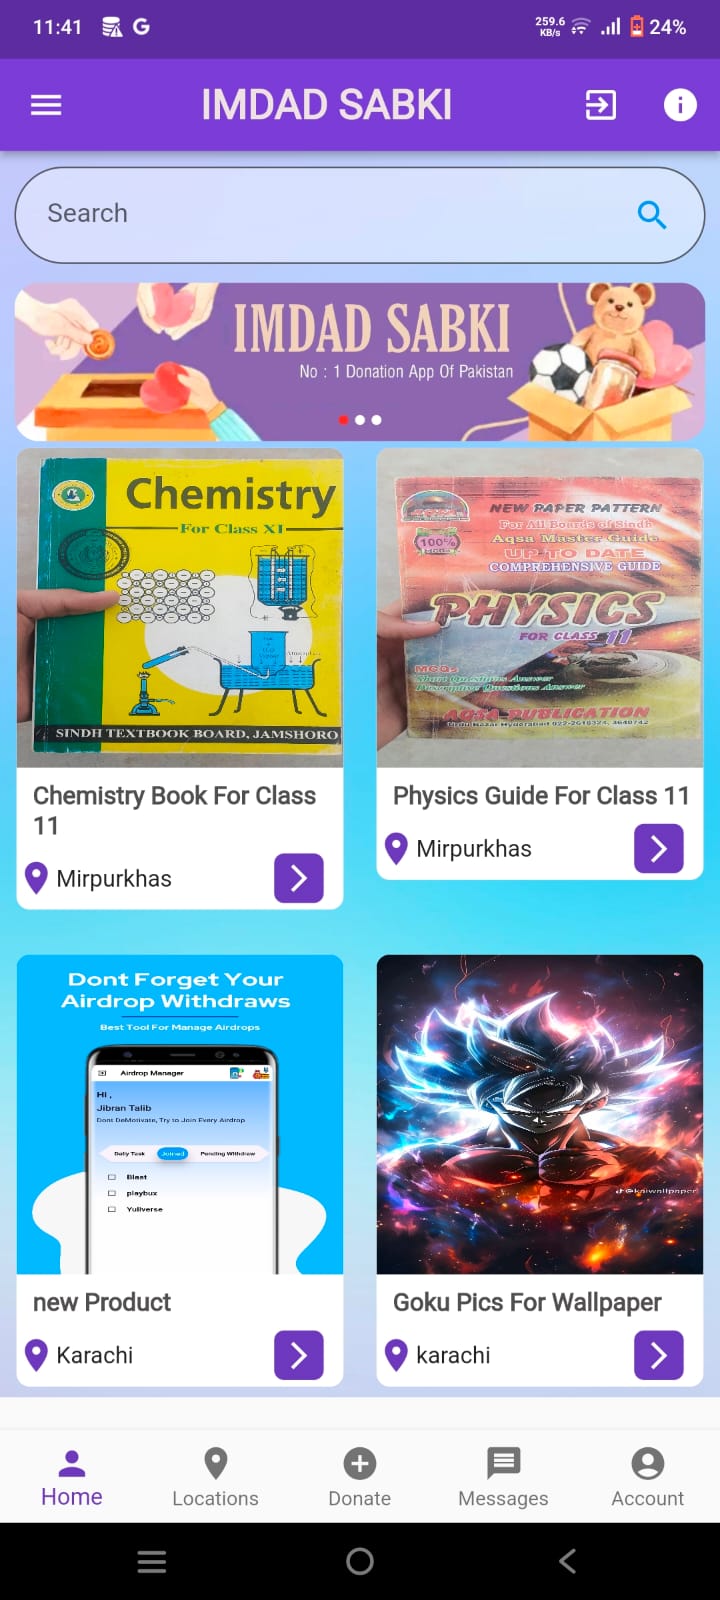 11:41 G 259.6 KB/s 24%
IMDAD SABKI
Search
IMDAD SABKI
No : 1 Donation App Of Pakistan
Chemistry
For Class XI
SINDH TEXTBOOK BOARD, JAMSHORO
NEW PAPER PATTERN
For All Boards of Sindh
Aqsa Master Guide
100%
UP TO DATE
COMPREHENSIVE GUIDE
PHYSICS
FOR CLASS 11
MCQs
Short Questions Answer
Descriptive Questions Answer
AQSA PUBLICATION
Chemistry Book For Class
11
Mirpurkhas
Physics Guide For Class 11
Mirpurkhas
Dont Forget Your
Airdrop Withdraws
Best Tool For Manage Airdrops
Airdrop Manager
Hi ,
Jibran Talib
Dont DeMotivate, Try to Join Every Airdrop
Daily Task Joined Pending Withdraw
Blast
playbux
Yuliverse
@kaiwallpaper
new Product
Karachi
Goku Pics For Wallpaper
karachi
Home Locations Donate Messages Account